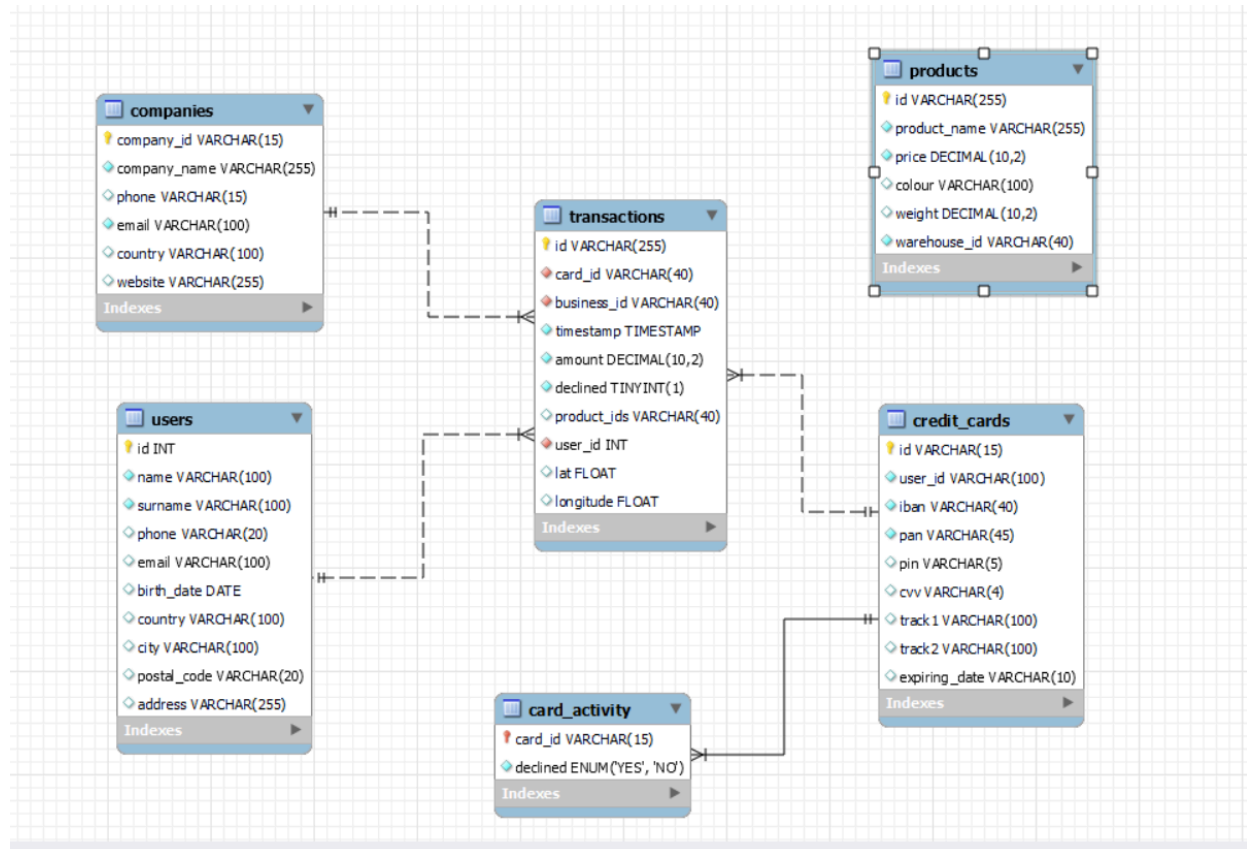 companies
company_id VARCHAR(15)
company_name VARCHAR(255)
phone VARCHAR(15)
email VARCHAR(100)
country VARCHAR(100)
website VARCHAR(255)
Indexes
users
id INT
name VARCHAR(100)
surname VARCHAR(100)
phone VARCHAR(20)
email VARCHAR(100)
birth_date DATE
country VARCHAR(100)
city VARCHAR(100)
postal_code VARCHAR(20)
address VARCHAR(255)
Indexes
transactions
id VARCHAR(255)
card_id VARCHAR(40)
business_id VARCHAR(40)
timestamp TIMESTAMP
amount DECIMAL(10,2)
declined TINYINT(1)
product_ids VARCHAR(40)
user_id INT
lat FLOAT
longitude FLOAT
Indexes
card_activity
card_id VARCHAR(15)
declined ENUM('YES', 'NO')
Indexes
products
id VARCHAR(255)
product_name VARCHAR(255)
price DECIMAL(10,2)
colour VARCHAR(100)
weight DECIMAL(10,2)
warehouse_id VARCHAR(40)
Indexes
credit_cards
id VARCHAR(15)
user_id VARCHAR(100)
iban VARCHAR(40)
pan VARCHAR(45)
pin VARCHAR(5)
cvv VARCHAR(4)
track1 VARCHAR(100)
track2 VARCHAR(100)
expiring_date VARCHAR(10)
Indexes